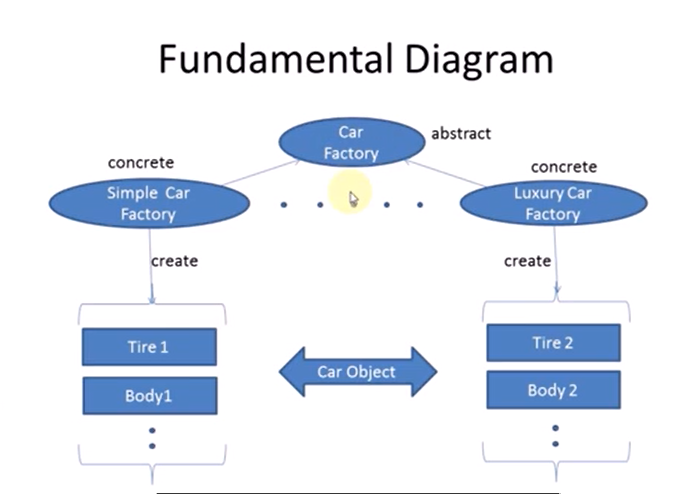 Fundamental Diagram
Car
Factory
abstract
concrete
concrete
Simple Car
Factory
Luxury Car
Factory
create
create
Tire 1
Tire 2
Car Object
Body1
Body 2